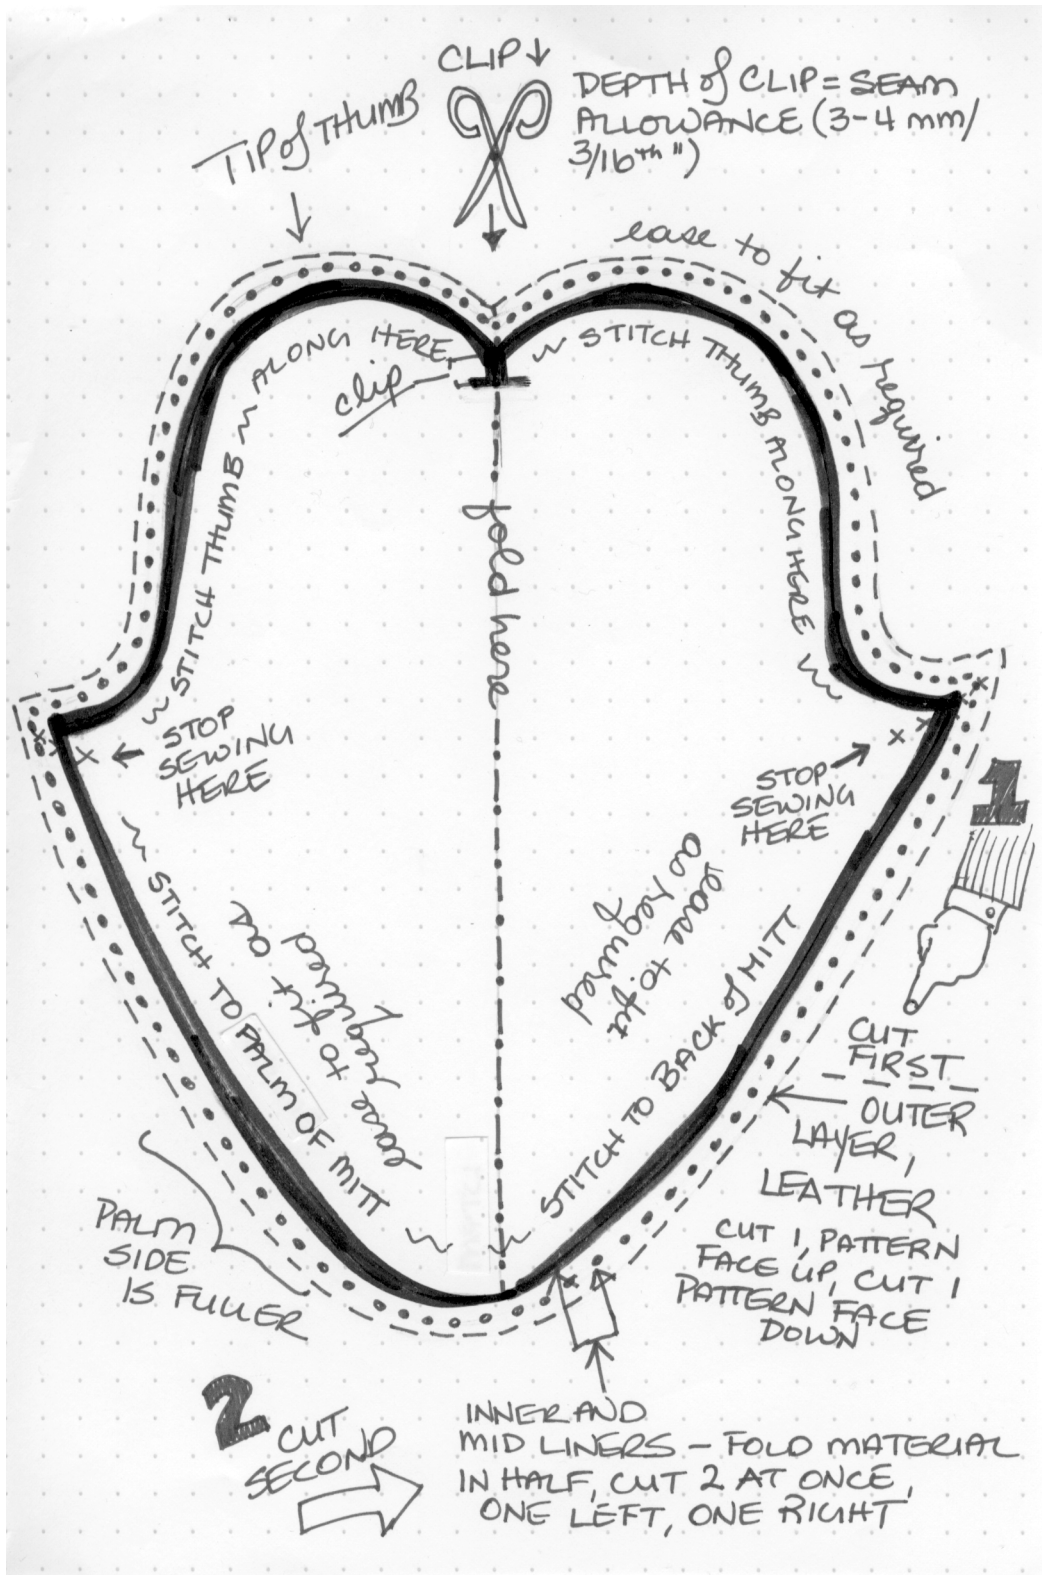 CLIP ↓
DEPTH of CLIP = SEAM
ALLOWANCE (3-4 mm/
3/16th")
TIP of THUMB
ease to fit as required
~ STITCH THUMB ~ ALONG HERE
clip
~ STITCH THUMB ALONG HERE ~
fold here
STOP
SEWING
HERE
STOP
SEWING
HERE
1
~ STITCH TO PALM OF MITT ~
ease to fit as
required
ease to fit
as required
~ STITCH TO BACK of MITT
CUT
FIRST
OUTER
LAYER,
LEATHER
CUT 1, PATTERN
FACE UP, CUT 1
PATTERN FACE
DOWN
PALM
SIDE
IS FULLER
2
CUT
SECOND
INNER AND
MID LINERS – FOLD MATERIAL
IN HALF, CUT 2 AT ONCE,
ONE LEFT, ONE RIGHT